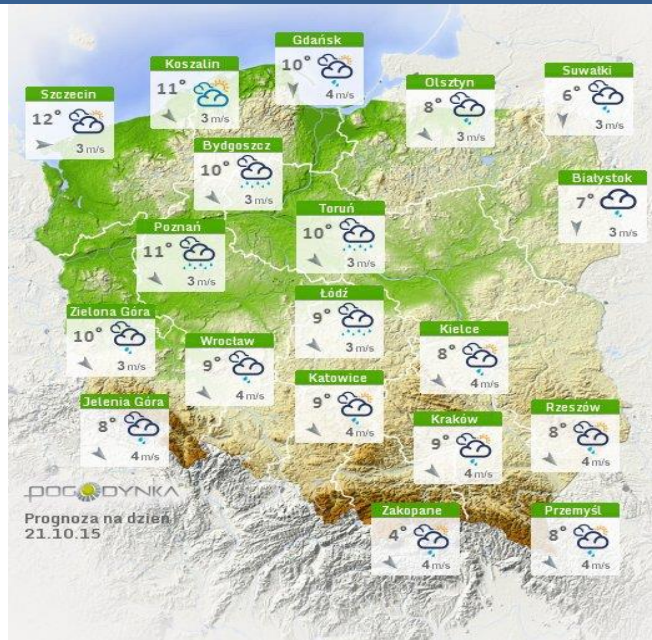 Gdańsk
10°
4 m/s
Koszalin
11°
3 m/s
Suwałki
6°
3 m/s
Olsztyn
8°
3 m/s
Szczecin
12°
3 m/s
Bydgoszcz
10°
3 m/s
Białystok
7°
3 m/s
Toruń
10°
3 m/s
Poznań
11°
3 m/s
Łódź
9°
3 m/s
Zielona Góra
10°
3 m/s
Kielce
8°
4 m/s
Wrocław
9°
4 m/s
Katowice
9°
4 m/s
Jelenia Góra
8°
4 m/s
Rzeszów
8°
4 m/s
Kraków
9°
4 m/s
POGODYNKA
Prognoza na dzień
21.10.15
Zakopane
4°
4 m/s
Przemyśl
8°
4 m/s